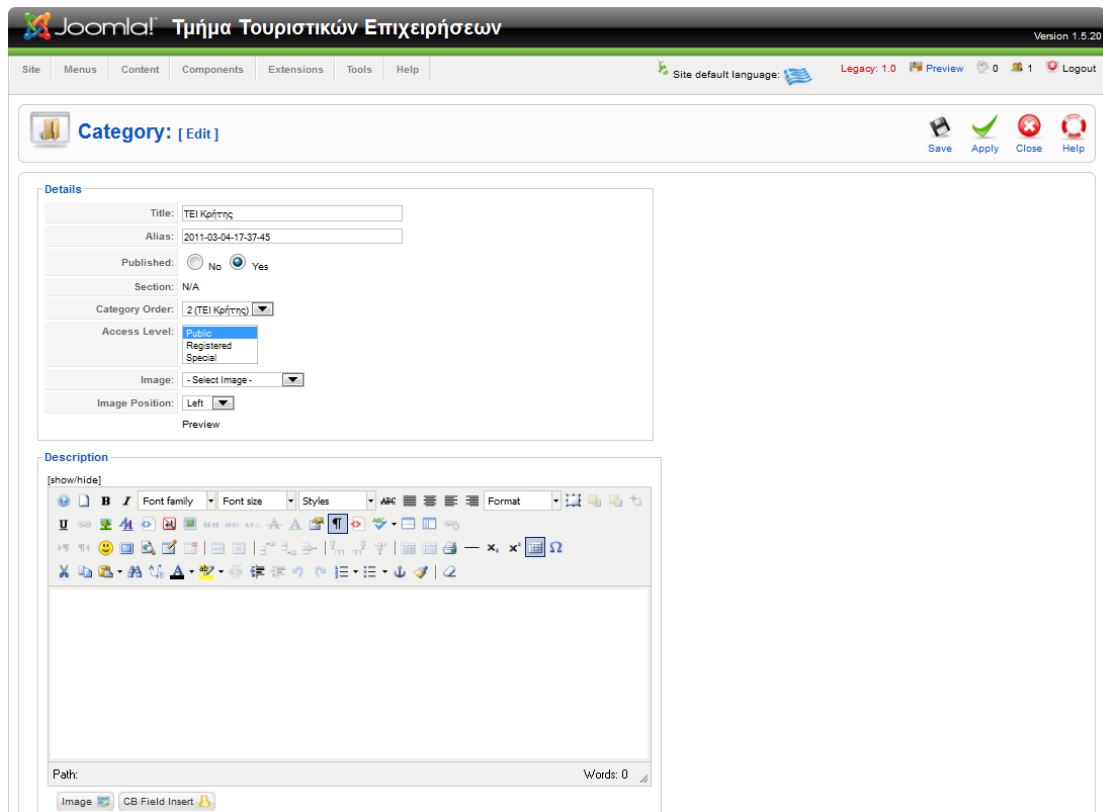 Joomla! Τμήμα Τουριστικών Επιχειρήσεων
Version 1.5.20
Site Menus Content Components Extensions Tools Help
Site default language:
Legacy: 1.0 Preview 0 1 Logout
Category: [ Edit ]
Save Apply Close Help
Details
Title: ΤΕΙ Κρήτης
Alias: 2011-03-04-17-37-45
Published: No Yes
Section: N/A
Category Order: 2 (ΤΕΙ Κρήτης)
Access Level: Public
Registered
Special
Image: - Select Image -
Image Position: Left
Preview
Description
[show/hide]
B I Font family Font size Styles ABC Format
U
Ω
Path: Words: 0
Image CB Field Insert